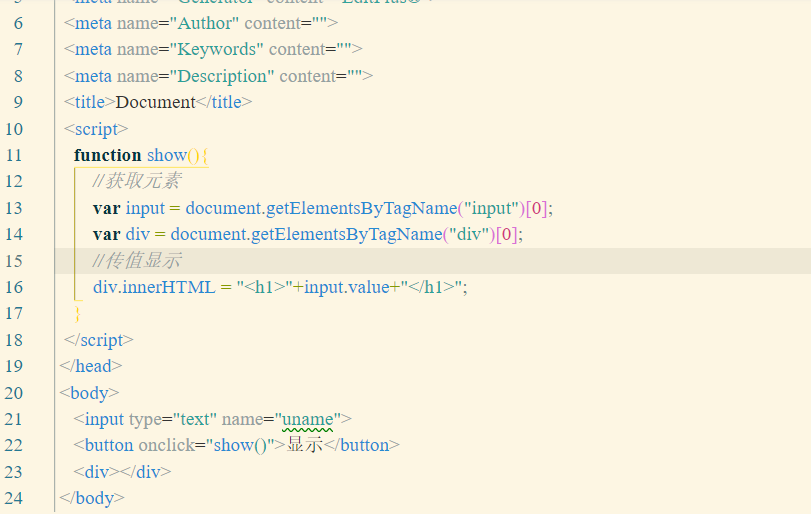 6 <meta name="Author" content="">
7 <meta name="Keywords" content="">
8 <meta name="Description" content="">
9 <title>Document</title>
10 <script>
11 function show(){
12 //获取元素
13 var input = document.getElementsByTagName("input")[0];
14 var div = document.getElementsByTagName("div")[0];
15 //传值显示
16 div.innerHTML = "<h1>"+input.value+"</h1>";
17 }
18 </script>
19 </head>
20 <body>
21 <input type="text" name="uname">
22 <button onclick="show()">显示</button>
23 <div></div>
24 </body>